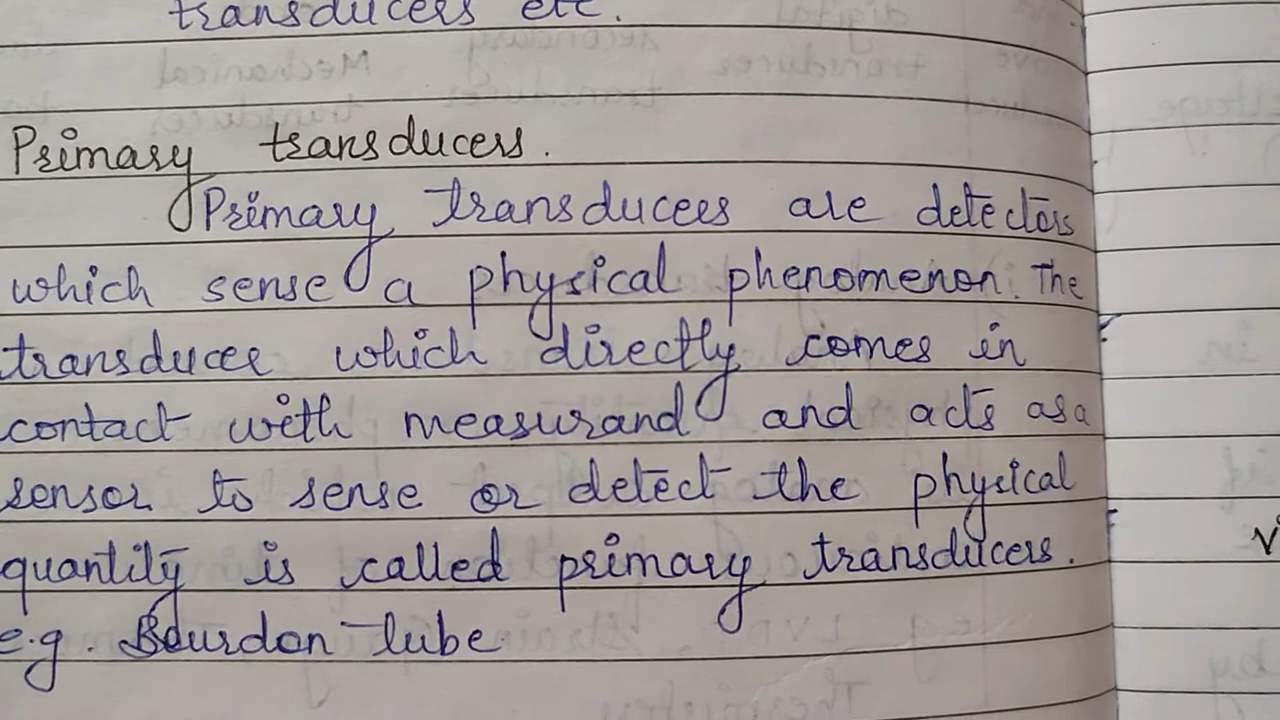 transducers etc.
Primary transducers.
Primary transducers are detectors
which sense a physical phenomenon. The
transducer which directly comes in
contact with measurand and acts as a
sensor to sense or detect the physical
quantity is called primary transducers.
e.g. Bourdon tube